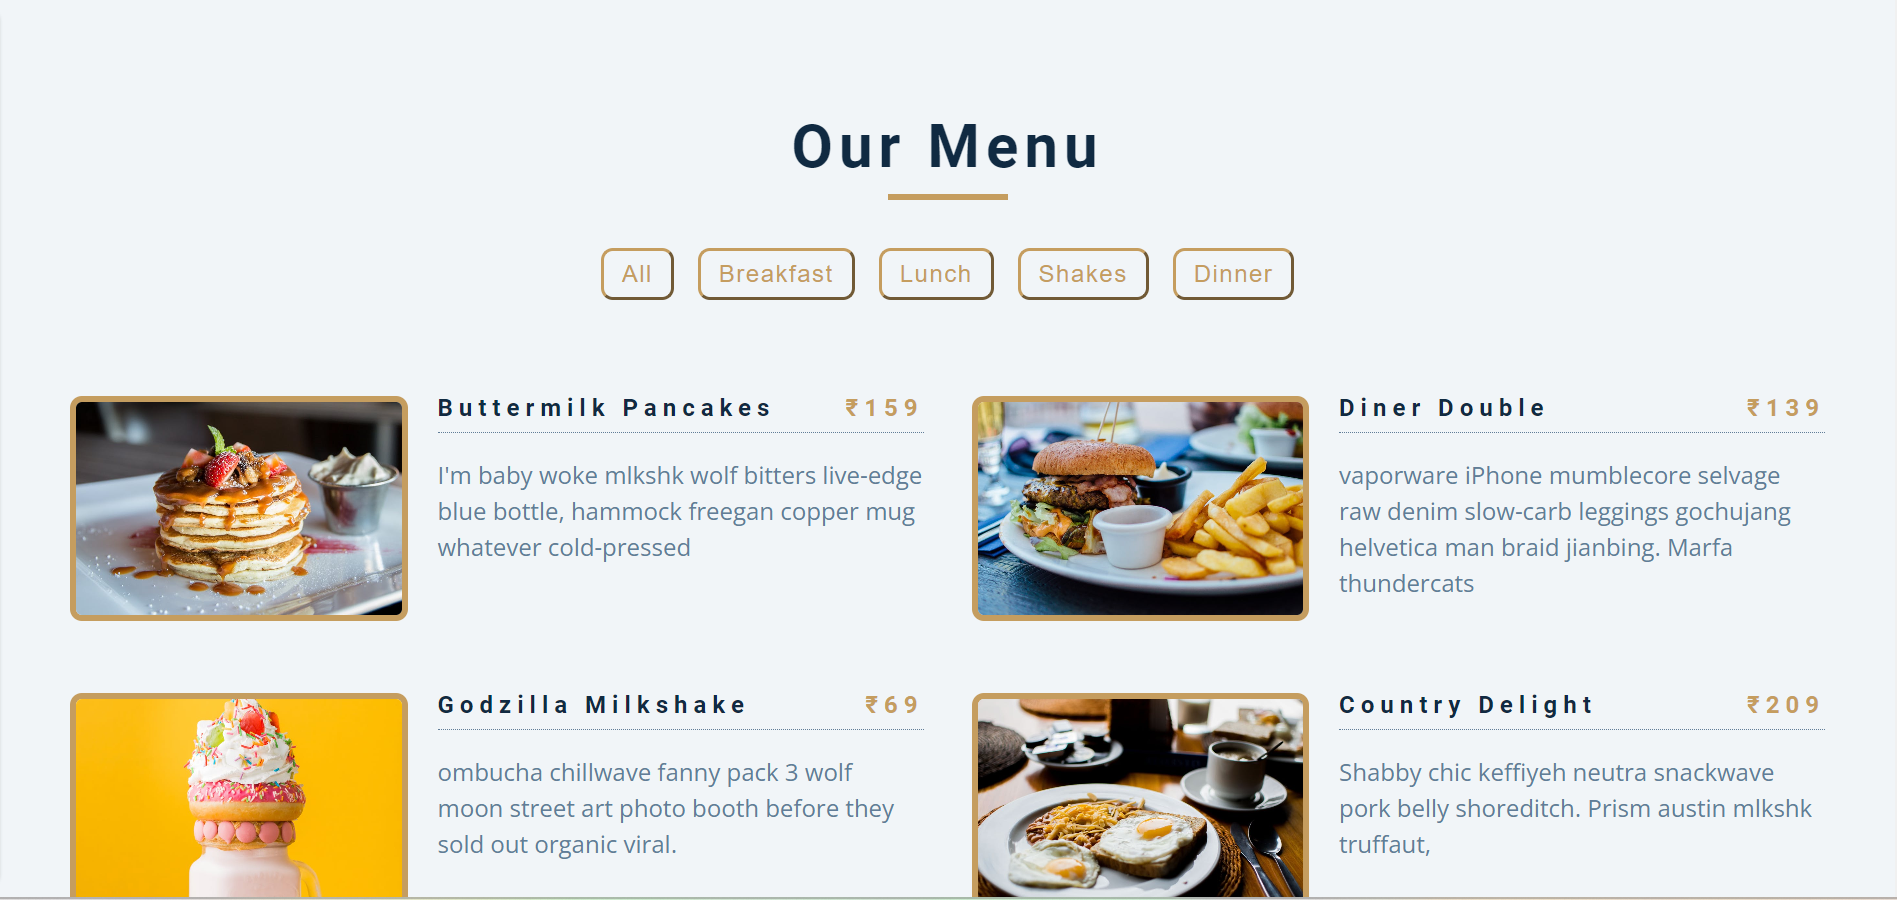 Our Menu
All Breakfast Lunch Shakes Dinner
Buttermilk Pancakes ₹159
I'm baby woke mlkshk wolf bitters live-edge
blue bottle, hammock freegan copper mug
whatever cold-pressed
Diner Double ₹139
vaporware iPhone mumblecore selvage
raw denim slow-carb leggings gochujang
helvetica man braid jianbing. Marfa
thundercats
Godzilla Milkshake ₹69
ombucha chillwave fanny pack 3 wolf
moon street art photo booth before they
sold out organic viral.
Country Delight ₹209
Shabby chic keffiyeh neutra snackwave
pork belly shoreditch. Prism austin mlkshk
truffaut,